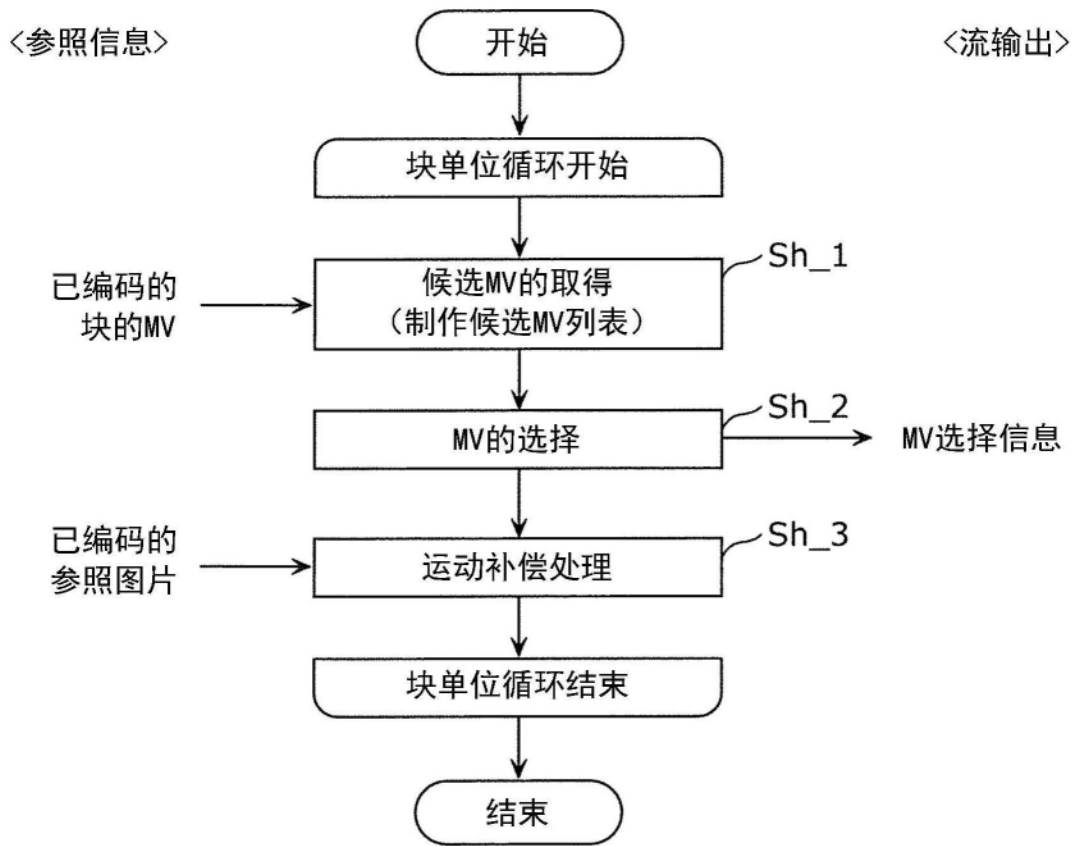 <参照信息>
开始
<流输出>
块单位循环开始
Sh_1
已编码的
块的MV
候选MV的取得
（制作候选MV列表）
Sh_2
MV的选择
MV选择信息
Sh_3
已编码的
参照图片
运动补偿处理
块单位循环结束
结束